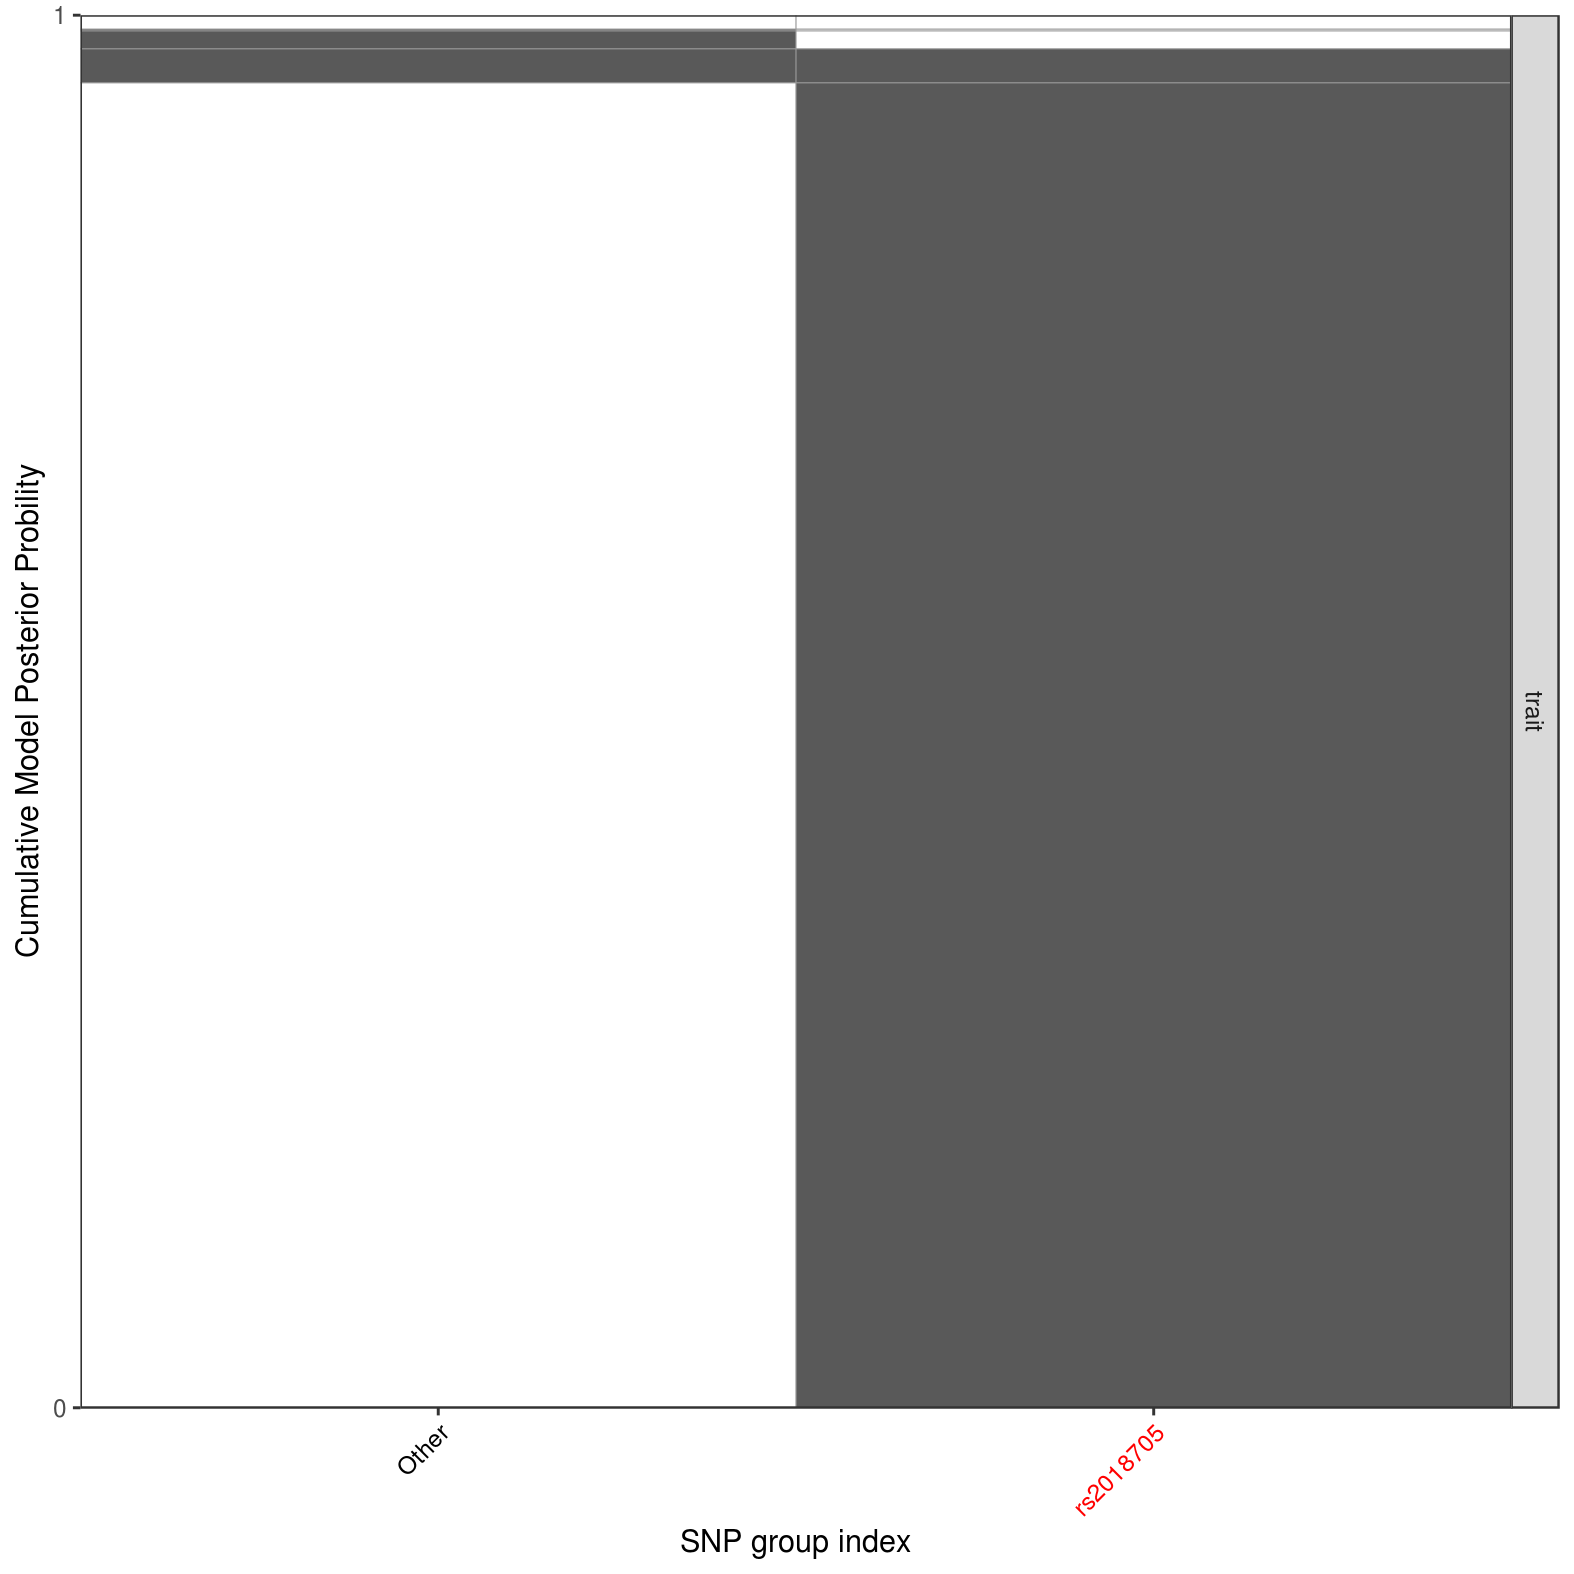 1
Cumulative Model Posterior Probility
trait
0
Other
rs2018705
SNP group index